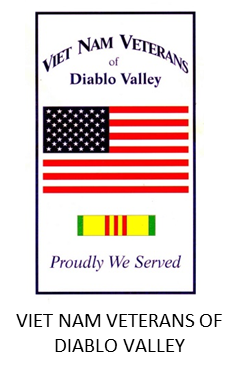 VIET NAM VETERANS
of
Diablo Valley
Proudly We Served
VIET NAM VETERANS OF
DIABLO VALLEY